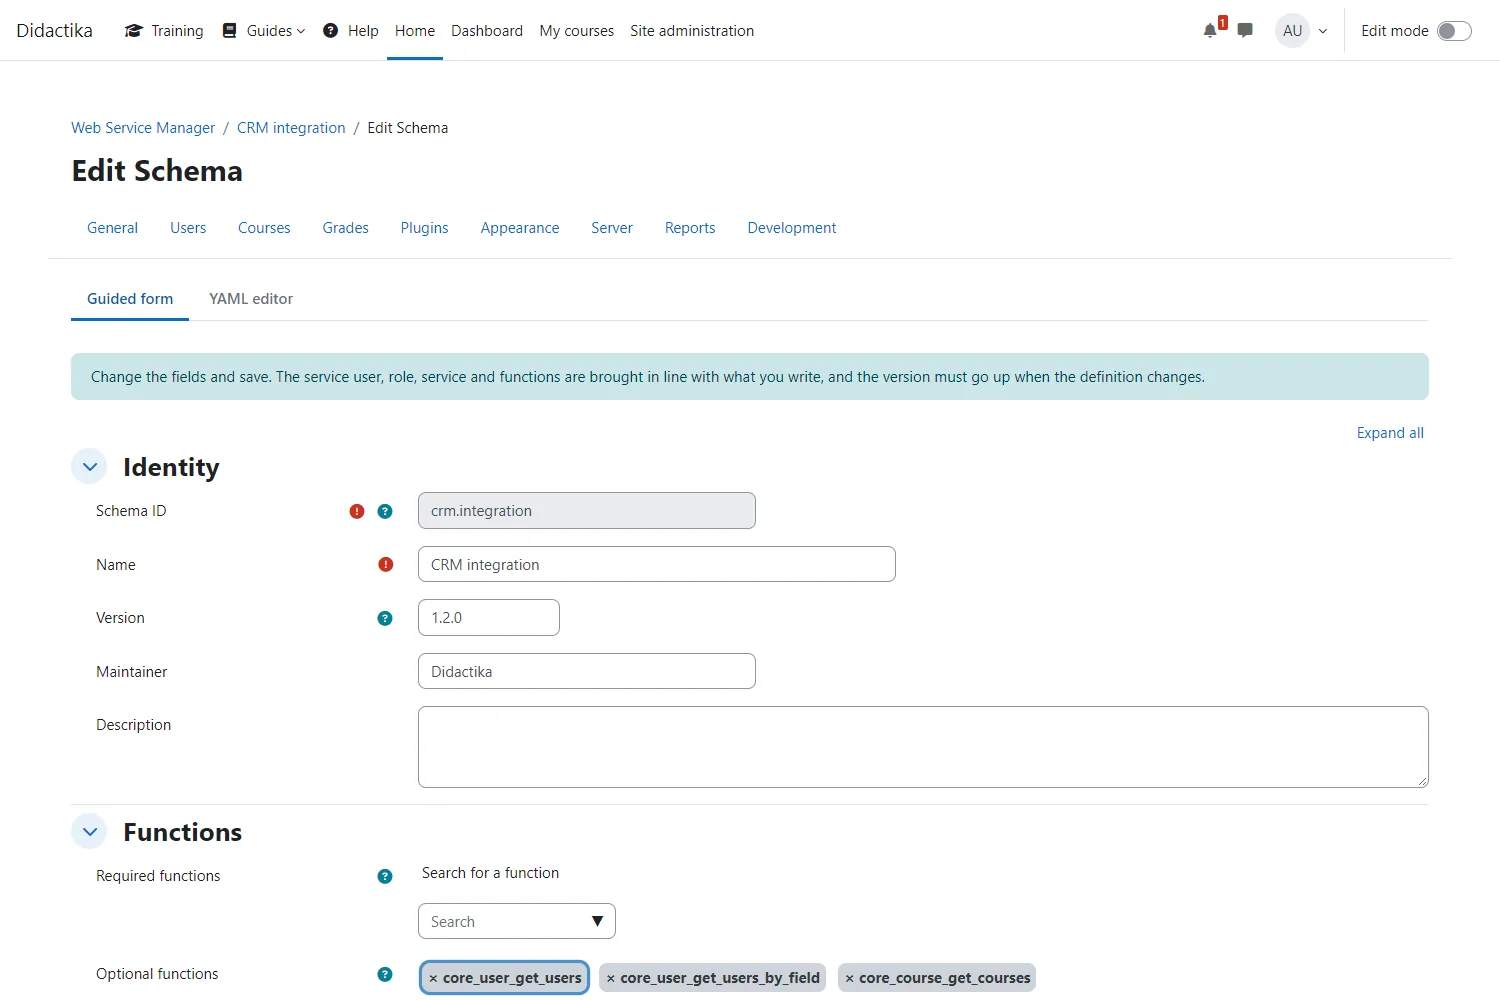 Didactika Training Guides Help Home Dashboard My courses Site administration 1 AU Edit mode
Web Service Manager / CRM integration / Edit Schema
Edit Schema
General Users Courses Grades Plugins Appearance Server Reports Development
Guided form YAML editor
Change the fields and save. The service user, role, service and functions are brought in line with what you write, and the version must go up when the definition changes.
Expand all
Identity
Schema ID ! ? crm.integration
Name ! CRM integration
Version ? 1.2.0
Maintainer Didactika
Description
Functions
Required functions ? Search for a function
Search ▼
Optional functions ? × core_user_get_users × core_user_get_users_by_field × core_course_get_courses